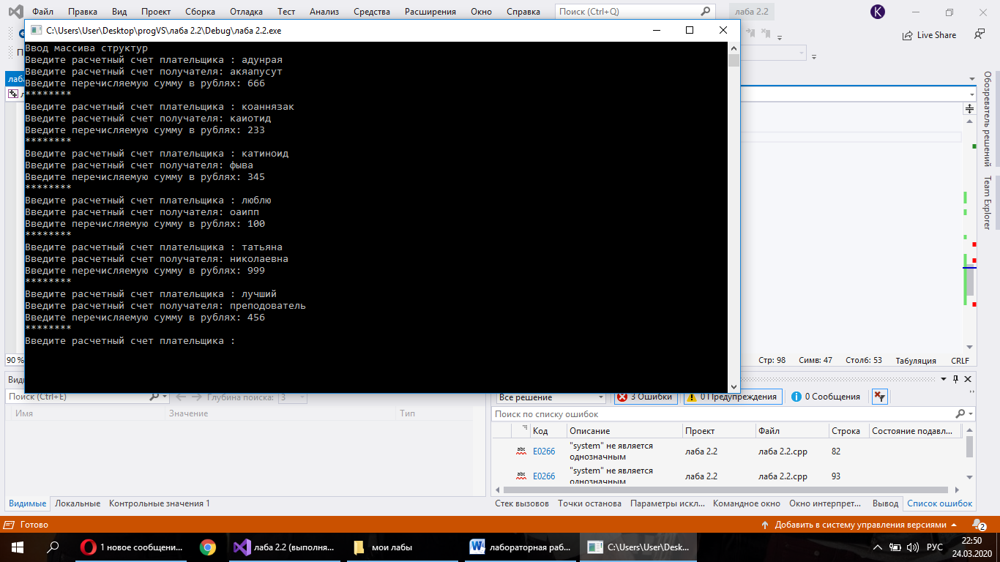 Файл Правка Вид Проект Сборка Отладка Тест Анализ Средства Расширения Окно Справка Поиск (Ctrl+Q) лаба 2.2 K
C:\Users\User\Desktop\progVS\лаба 2.2\Debug\лаба 2.2.exe
Live Share
Ввод массива структур
Введите расчетный счет плательщика : адунрая
Введите расчетный счет получателя: акяапусут
Введите перечисляемую сумму в рублях: 666
********
Введите расчетный счет плательщика : коаннязак
Введите расчетный счет получателя: каиотид
Введите перечисляемую сумму в рублях: 233
********
Введите расчетный счет плательщика : катиноид
Введите расчетный счет получателя: фыва
Введите перечисляемую сумму в рублях: 345
********
Введите расчетный счет плательщика : люблю
Введите расчетный счет получателя: оаипп
Введите перечисляемую сумму в рублях: 100
********
Введите расчетный счет плательщика : татьяна
Введите расчетный счет получателя: николаевна
Введите перечисляемую сумму в рублях: 999
********
Введите расчетный счет плательщика : лучший
Введите расчетный счет получателя: преподователь
Введите перечисляемую сумму в рублях: 456
********
Введите расчетный счет плательщика :
Обозреватель решений
Team Explorer
90 % Стр: 98 Симв: 47 Столб: 53 Табуляция CRLF
Поиск (Ctrl+E) Глубина поиска: 3
Имя Значение Тип
Все решение 3 Ошибки 0 Предупреждения 0 Сообщения
Поиск по списку ошибок
Код Описание Проект Файл Строка Состояние подавл...
E0266 "system" не является однозначным лаба 2.2 лаба 2.2.cpp 82
E0266 "system" не является однозначным лаба 2.2 лаба 2.2.cpp 93
Видимые Локальные Контрольные значения 1
Стек вызовов Точки останова Параметры искл... Командное окно Окно интерпрет... Вывод Список ошибок
Готово Добавить в систему управления версиями 2
1 новое сообщени... лаба 2.2 (выполня... мои лабы лабораторная раб... C:\Users\User\Desk... РУС 22:50
24.03.2020